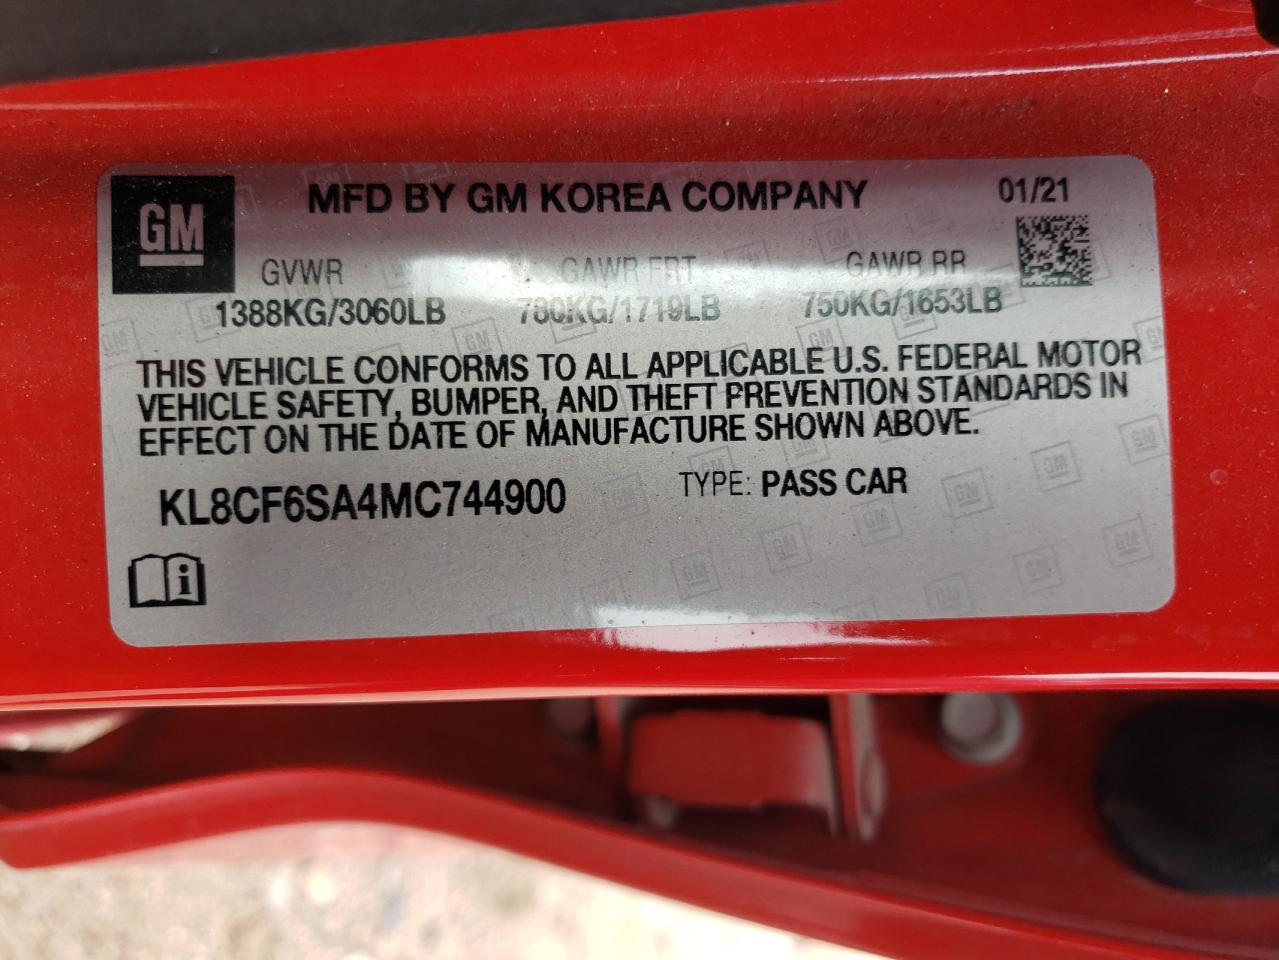 GM
MFD BY GM KOREA COMPANY
01/21
GVWR GAWR FRT GAWR RR
1388KG/3060LB 780KG/1719LB 750KG/1653LB
THIS VEHICLE CONFORMS TO ALL APPLICABLE U.S. FEDERAL MOTOR
VEHICLE SAFETY, BUMPER, AND THEFT PREVENTION STANDARDS IN
EFFECT ON THE DATE OF MANUFACTURE SHOWN ABOVE.
KL8CF6SA4MC744900 TYPE: PASS CAR